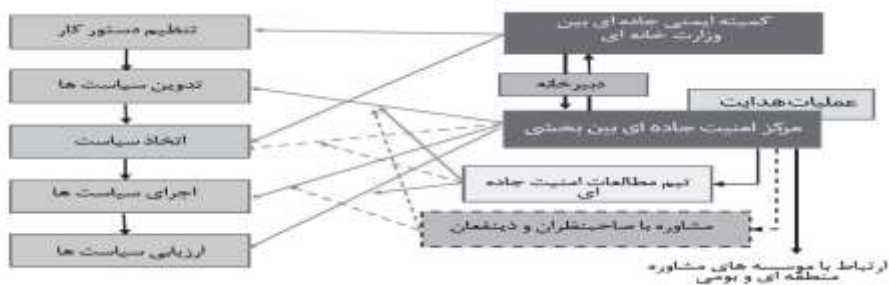 کمیته ایمنی جاده ای بین
وزارت خانه ای
تنظیم دستور کار
دبیرخانه
تدوین سیاست ها
عملیات هدایت
مرکز امنیت جاده ای بین بخشی
اتخاذ سیاست
تیم مطالعات امنیت جاده
ای
اجرای سیاست ها
مشاوره با صاحبنظران و ذینفعان
ارزیابی سیاست ها
ارتباط با موسسه های مشاوره
منطقه ای و بومی